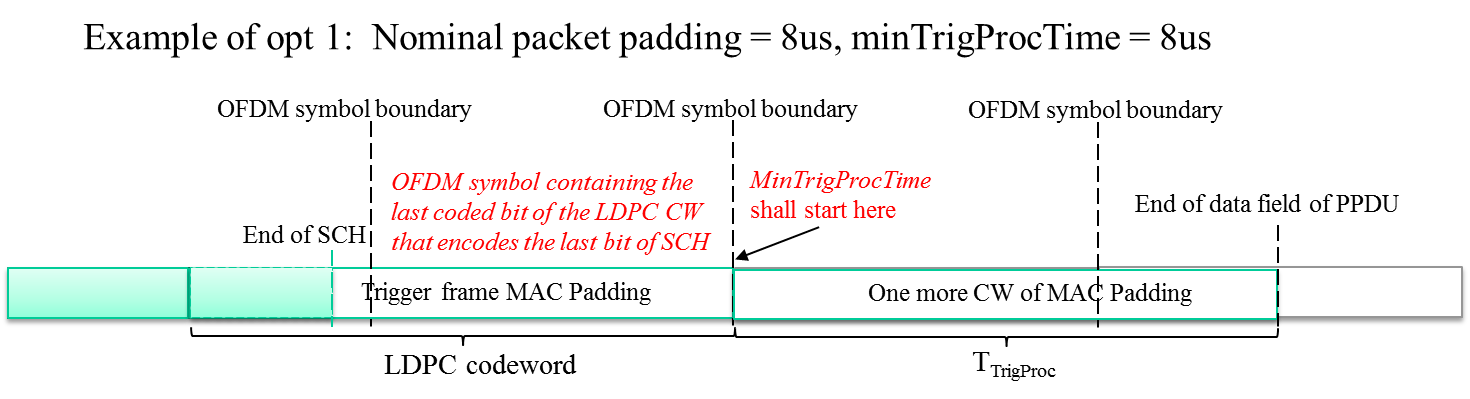 Example of opt 1: Nominal packet padding = 8us, minTrigProcTime = 8us
OFDM symbol boundary
OFDM symbol boundary
OFDM symbol boundary
OFDM symbol containing the
last coded bit of the LDPC CW
that encodes the last bit of SCH
MinTrigProcTime
shall start here
End of data field of PPDU
End of SCH
Trigger frame MAC Padding
One more CW of MAC Padding
LDPC codeword
TTrigProc